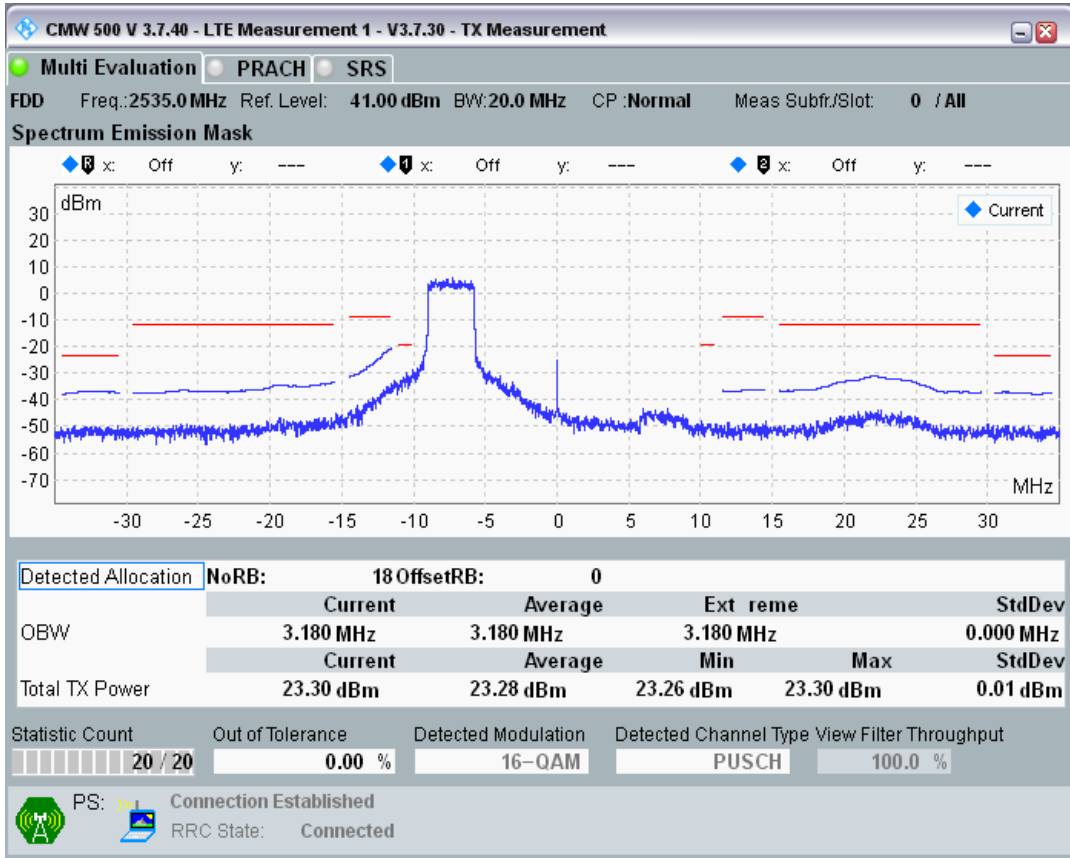 CMW 500 V 3.7.40 - LTE Measurement 1 - V3.7.30 - TX Measurement
Multi Evaluation PRACH SRS
FDD Freq.:2535.0 MHz Ref. Level: 41.00 dBm BW:20.0 MHz CP :Normal Meas Subfr./Slot: 0 / All
Spectrum Emission Mask
R x: Off y: --- 1 x: Off y: --- 2 x: Off y: ---
dBm
Current
30
20
10
0
-10
-20
-30
-40
-50
-60
-70
MHz
-30 -25 -20 -15 -10 -5 0 5 10 15 20 25 30
Detected Allocation NoRB: 18 OffsetRB: 0
Current Average Ext reme StdDev
OBW 3.180 MHz 3.180 MHz 3.180 MHz 0.000 MHz
Current Average Min Max StdDev
Total TX Power 23.30 dBm 23.28 dBm 23.26 dBm 23.30 dBm 0.01 dBm
Statistic Count Out of Tolerance Detected Modulation Detected Channel Type View Filter Throughput
20 / 20 0.00 % 16-QAM PUSCH 100.0 %
PS: Connection Established
RRC State: Connected